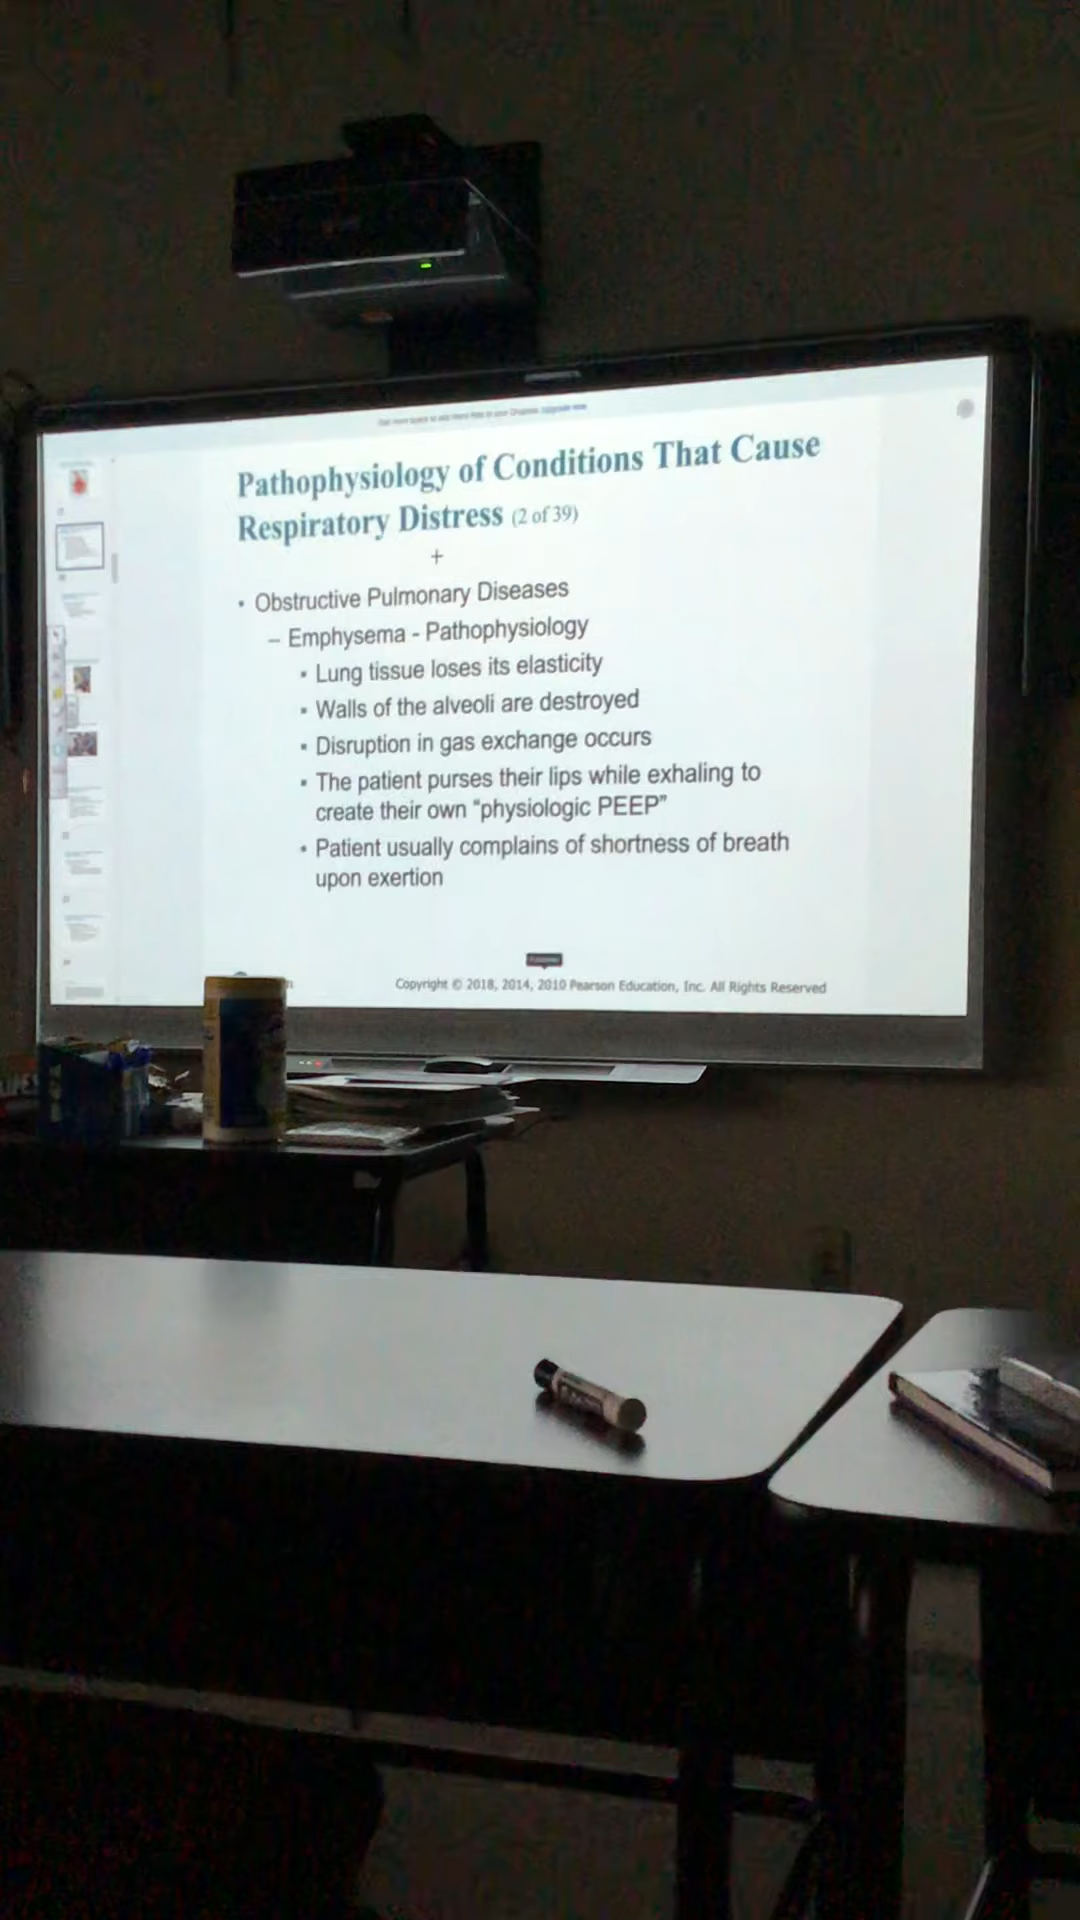 Pathophysiology of Conditions That Cause
Respiratory Distress (2 of 39)
• Obstructive Pulmonary Diseases
– Emphysema - Pathophysiology
▪ Lung tissue loses its elasticity
▪ Walls of the alveoli are destroyed
▪ Disruption in gas exchange occurs
▪ The patient purses their lips while exhaling to
create their own “physiologic PEEP”
▪ Patient usually complains of shortness of breath
upon exertion
Copyright © 2018, 2014, 2010 Pearson Education, Inc. All Rights Reserved